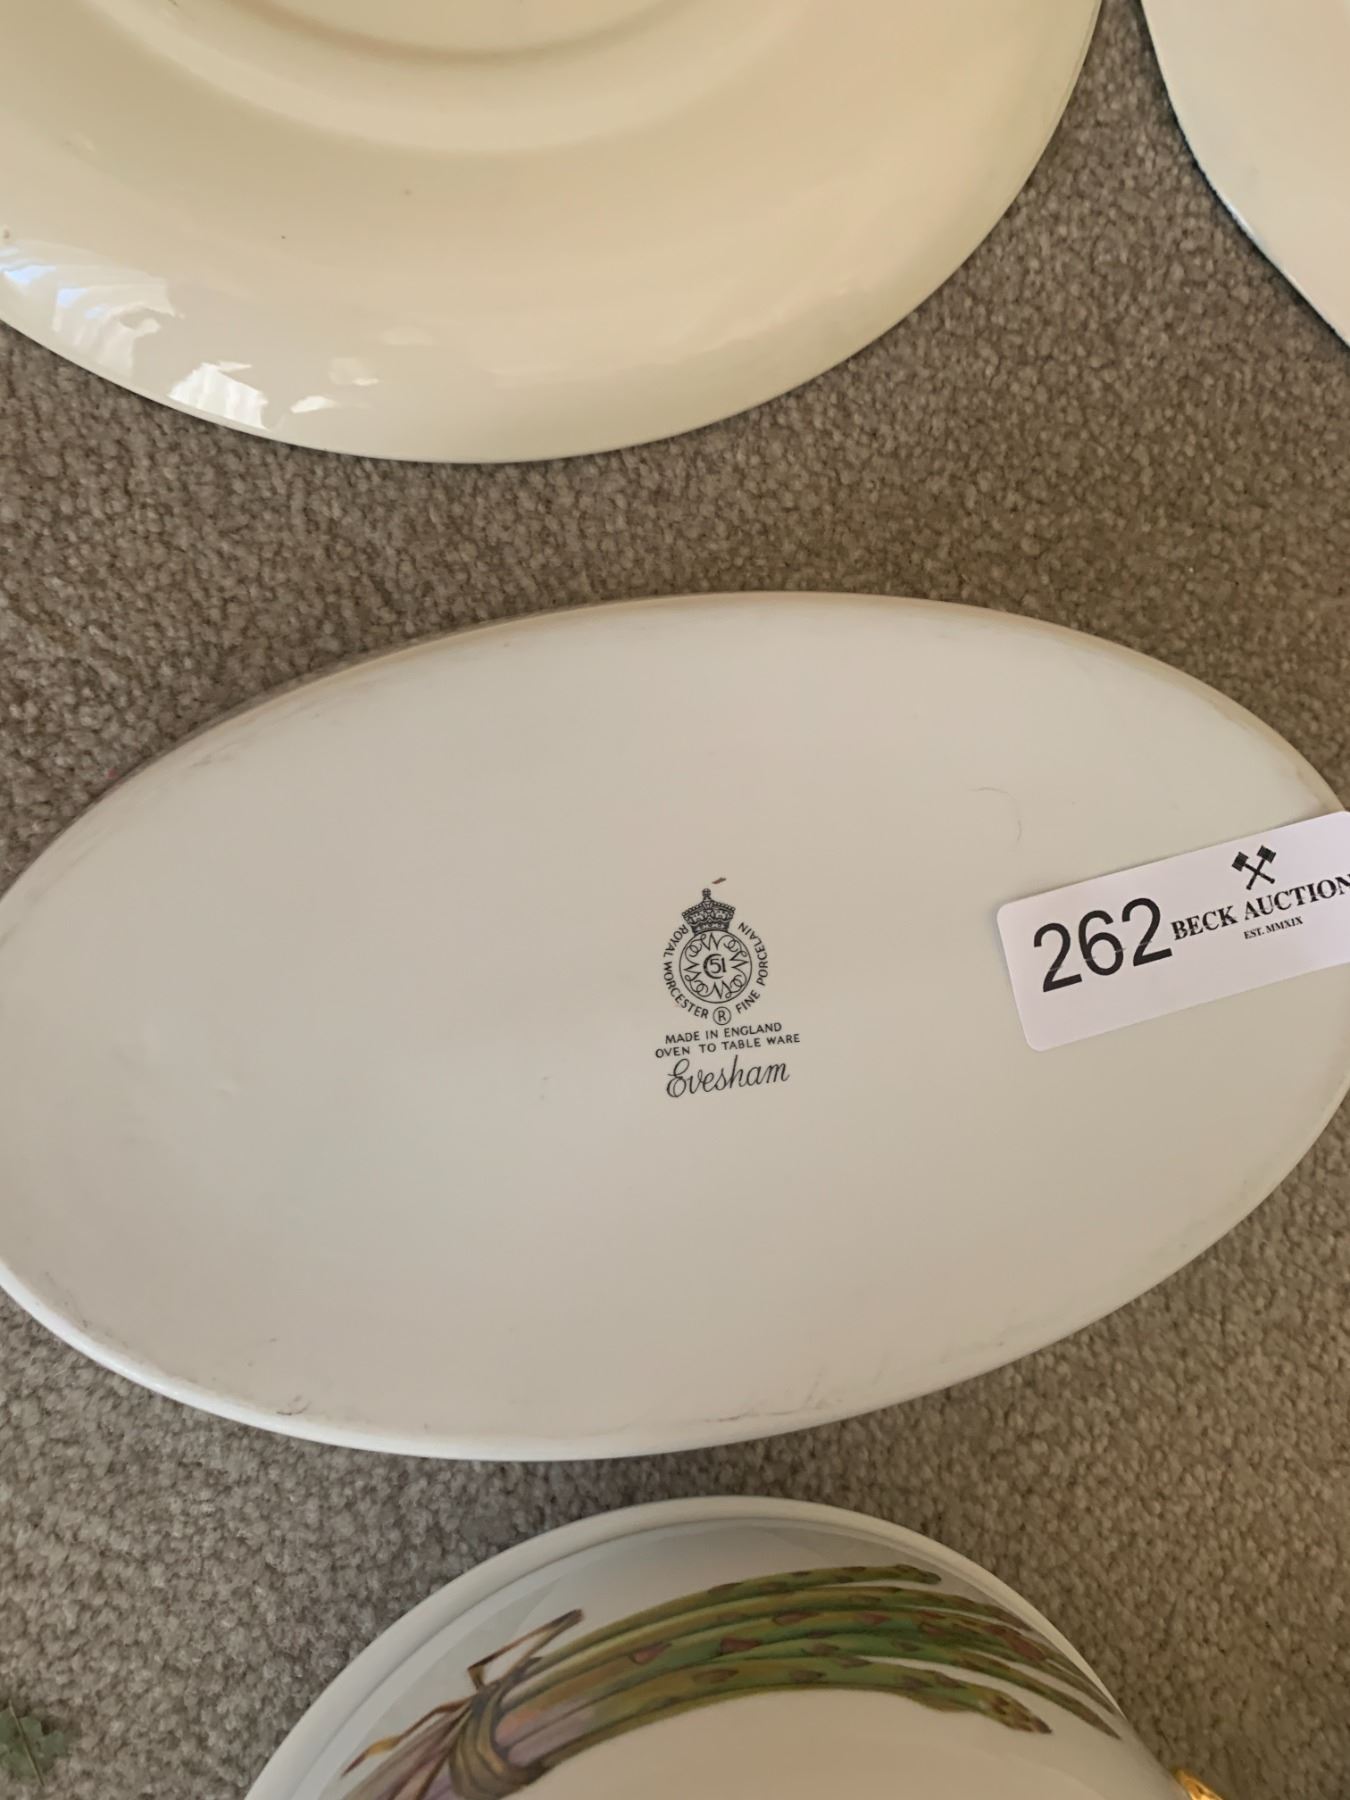 ROYAL WORCESTER ® FINE PORCELAIN
51
MADE IN ENGLAND
OVEN TO TABLE WARE
Evesham
262
BECK AUCTION
EST. MMXIX